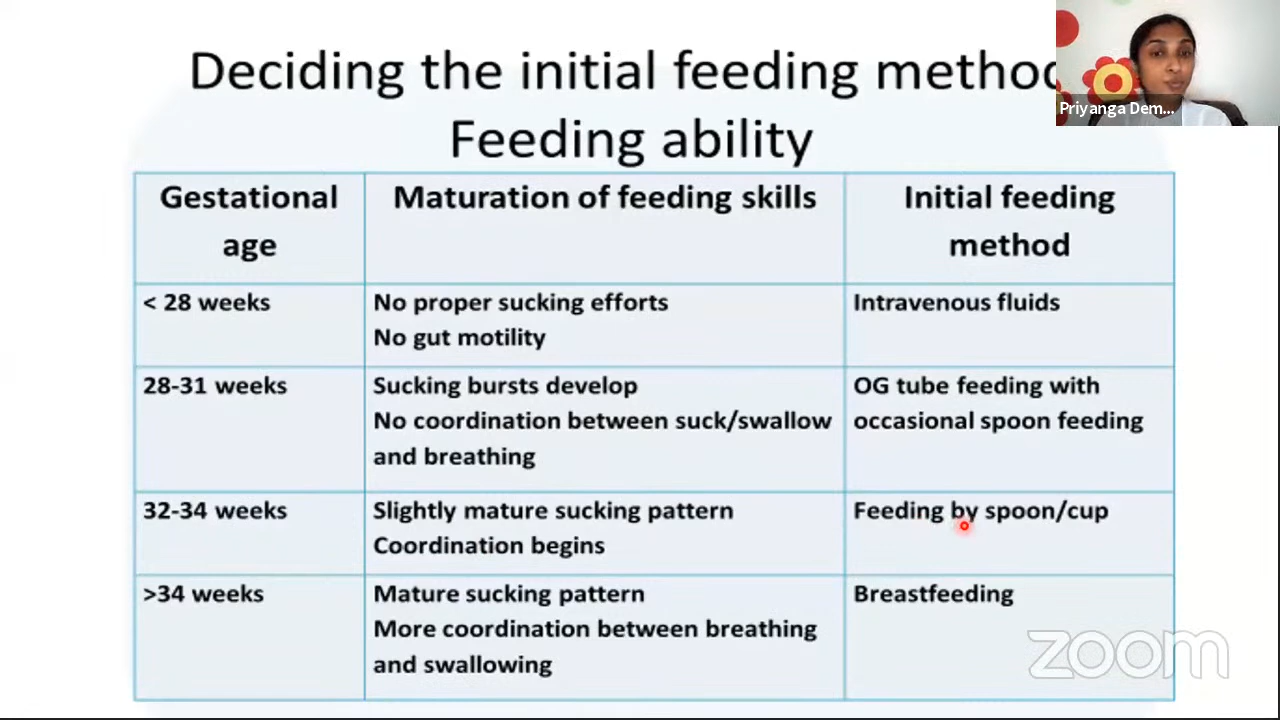 Deciding the initial feeding metho
Feeding ability
Priyanga Dem...
Gestational age
Maturation of feeding skills
Initial feeding method
< 28 weeks
No proper sucking efforts
No gut motility
Intravenous fluids
28-31 weeks
Sucking bursts develop
No coordination between suck/swallow
and breathing
OG tube feeding with
occasional spoon feeding
32-34 weeks
Slightly mature sucking pattern
Coordination begins
Feeding by spoon/cup
>34 weeks
Mature sucking pattern
More coordination between breathing
and swallowing
Breastfeeding
zoom